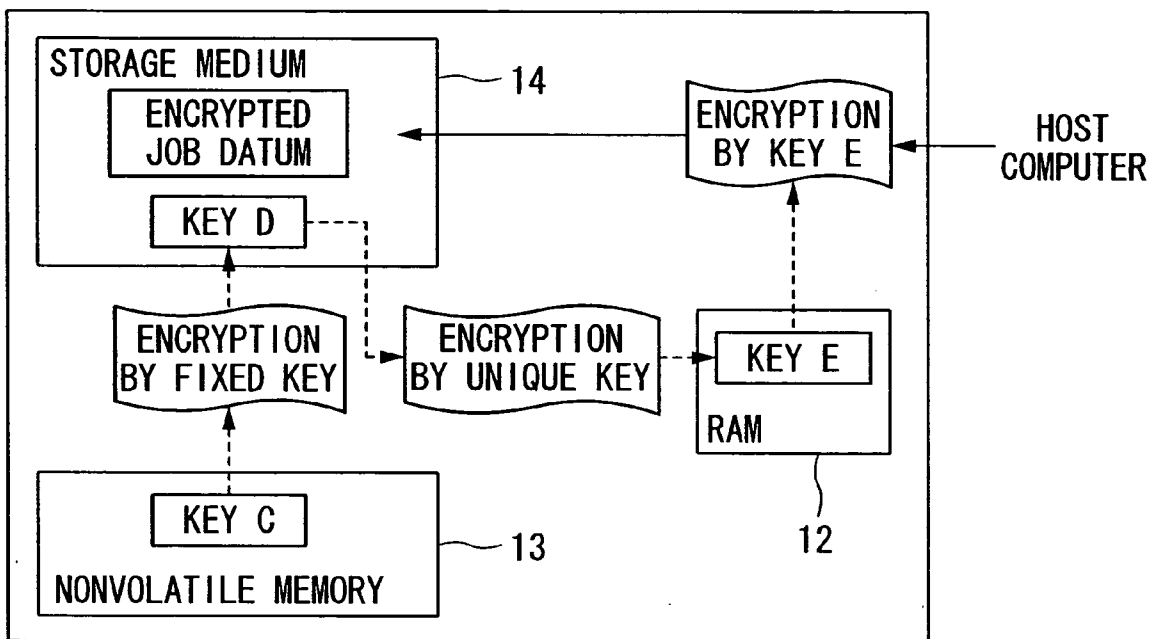 STORAGE MEDIUM
14
ENCRYPTED
JOB DATUM
KEY D
ENCRYPTION
BY KEY E
HOST
COMPUTER
ENCRYPTION
BY FIXED KEY
ENCRYPTION
BY UNIQUE KEY
KEY E
RAM
12
KEY C
13
NONVOLATILE MEMORY